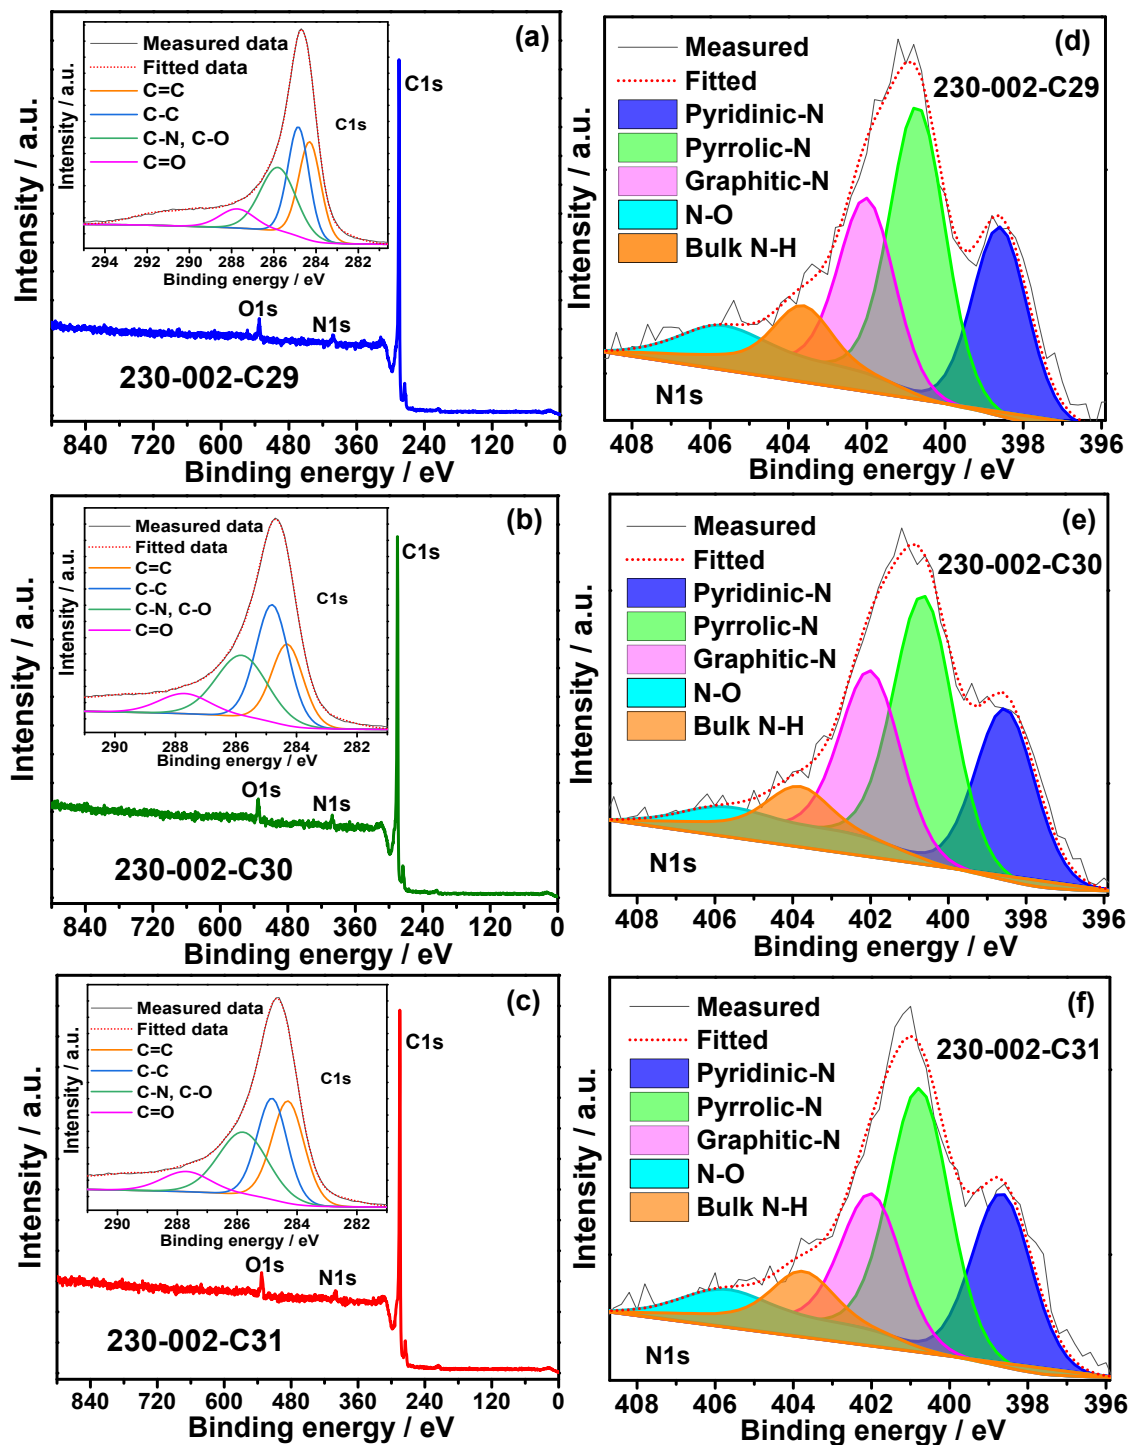 (a)
Measured data
Fitted data
C=C
C-C
C-N, C-O
C=O
C1s
Intensity / a.u.
294 292 290 288 286 284 282
Binding energy / eV
C1s
O1s
N1s
230-002-C29
Intensity / a.u.
840 720 600 480 360 240 120 0
Binding energy / eV
(d)
Measured
Fitted
230-002-C29
Pyridinic-N
Pyrrolic-N
Graphitic-N
N-O
Bulk N-H
N1s
Intensity / a.u.
408 406 404 402 400 398 396
Binding energy / eV
(b)
Measured data
Fitted data
C=C
C-C
C-N, C-O
C=O
C1s
Intensity / a.u.
290 288 286 284 282
Binding energy / eV
C1s
O1s
N1s
230-002-C30
Intensity / a.u.
840 720 600 480 360 240 120 0
Binding energy / eV
(e)
Measured
Fitted
230-002-C30
Pyridinic-N
Pyrrolic-N
Graphitic-N
N-O
Bulk N-H
N1s
Intensity / a.u.
408 406 404 402 400 398 396
Binding energy / eV
(c)
Measured data
Fitted data
C=C
C-C
C-N, C-O
C=O
C1s
Intensity / a.u.
290 288 286 284 282
Binding energy / eV
C1s
O1s
N1s
230-002-C31
Intensity / a.u.
840 720 600 480 360 240 120 0
Binding energy / eV
(f)
Measured
Fitted
230-002-C31
Pyridinic-N
Pyrrolic-N
Graphitic-N
N-O
Bulk N-H
N1s
Intensity / a.u.
408 406 404 402 400 398 396
Binding energy / eV